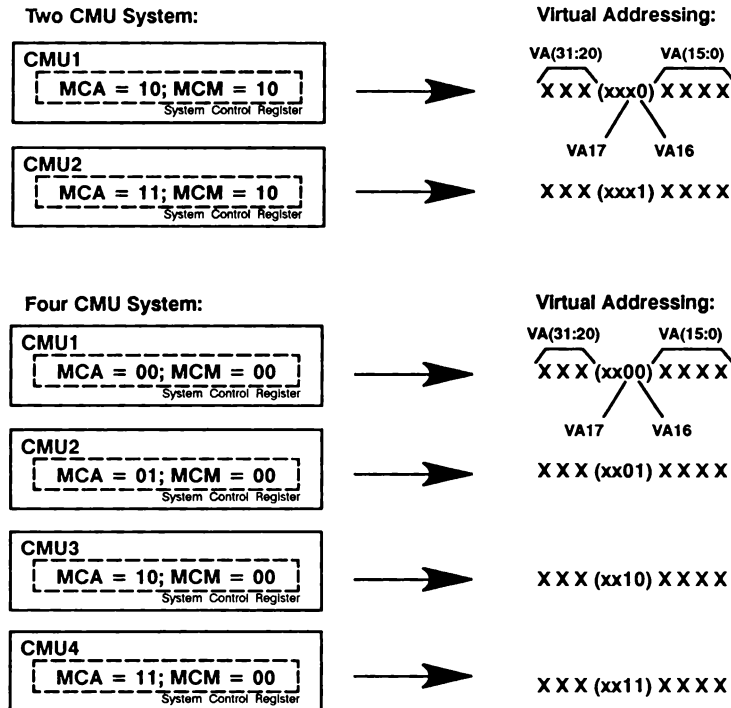 Two CMU System:
Virtual Addressing:
CMU1
MCA = 10; MCM = 10
System Control Register
VA(31:20) VA(15:0)
X X X (xxx0) X X X X
VA17 VA16
CMU2
MCA = 11; MCM = 10
System Control Register
X X X (xxx1) X X X X
Four CMU System:
Virtual Addressing:
CMU1
MCA = 00; MCM = 00
System Control Register
VA(31:20) VA(15:0)
X X X (xx00) X X X X
VA17 VA16
CMU2
MCA = 01; MCM = 00
System Control Register
X X X (xx01) X X X X
CMU3
MCA = 10; MCM = 00
System Control Register
X X X (xx10) X X X X
CMU4
MCA = 11; MCM = 00
System Control Register
X X X (xx11) X X X X